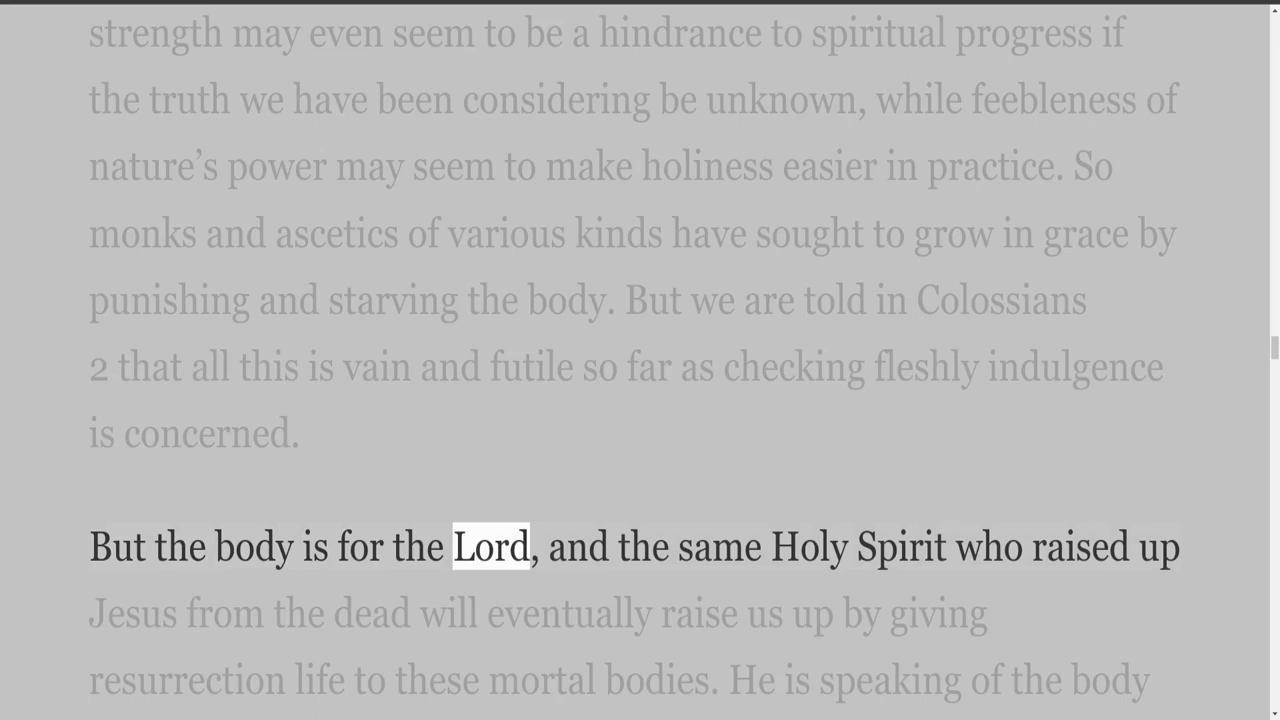 strength may even seem to be a hindrance to spiritual progress if
the truth we have been considering be unknown, while feebleness of
nature’s power may seem to make holiness easier in practice. So
monks and ascetics of various kinds have sought to grow in grace by
punishing and starving the body. But we are told in Colossians
2 that all this is vain and futile so far as checking fleshly indulgence
is concerned.
But the body is for the Lord, and the same Holy Spirit who raised up
Jesus from the dead will eventually raise us up by giving
resurrection life to these mortal bodies. He is speaking of the body